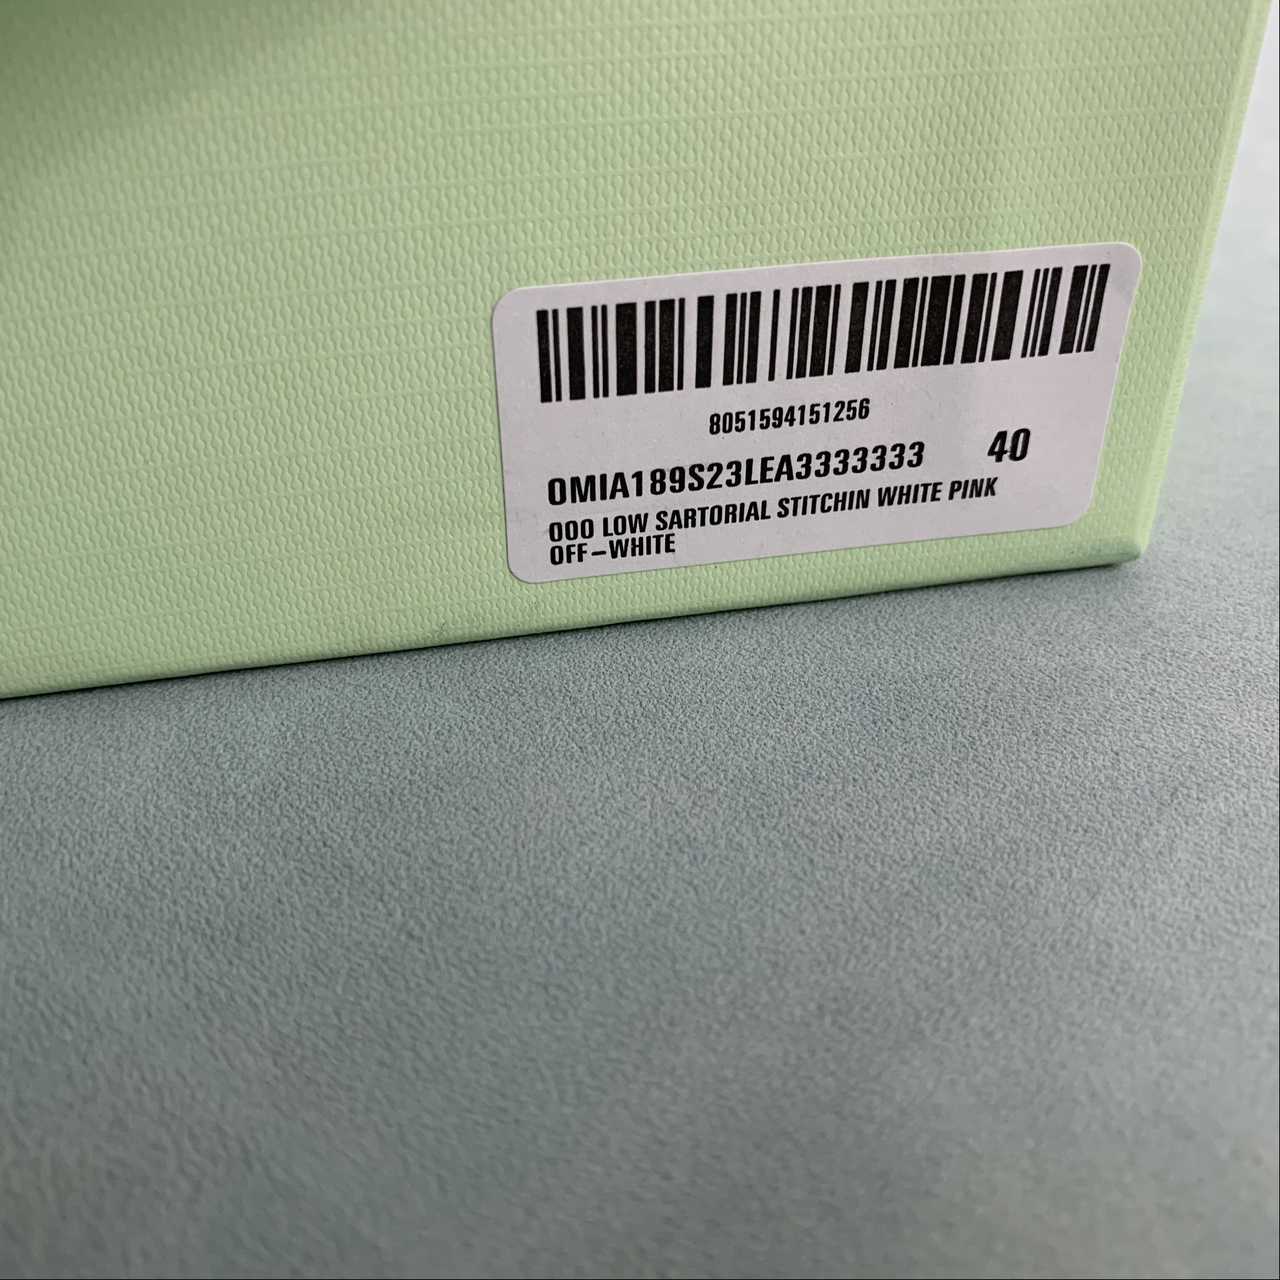 8051594151256
OMIA189S23LEA3333333 40
OOO LOW SARTORIAL STITCHIN WHITE PINK
OFF-WHITE